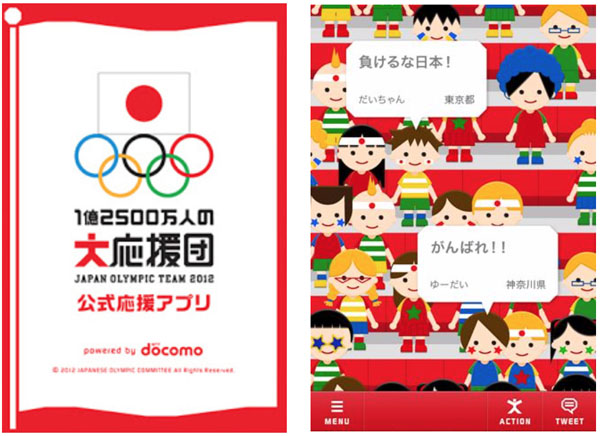 1億2500万人の
大応援団
JAPAN OLYMPIC TEAM 2012
公式応援アプリ
powered by NTT döcomo
© 2012 JAPANESE OLYMPIC COMMITTEE All Rights Reserved.
負けるな日本！
だいちゃん 東京都
がんばれ！！
ゆーだい 神奈川県
MENU ACTION TWEET